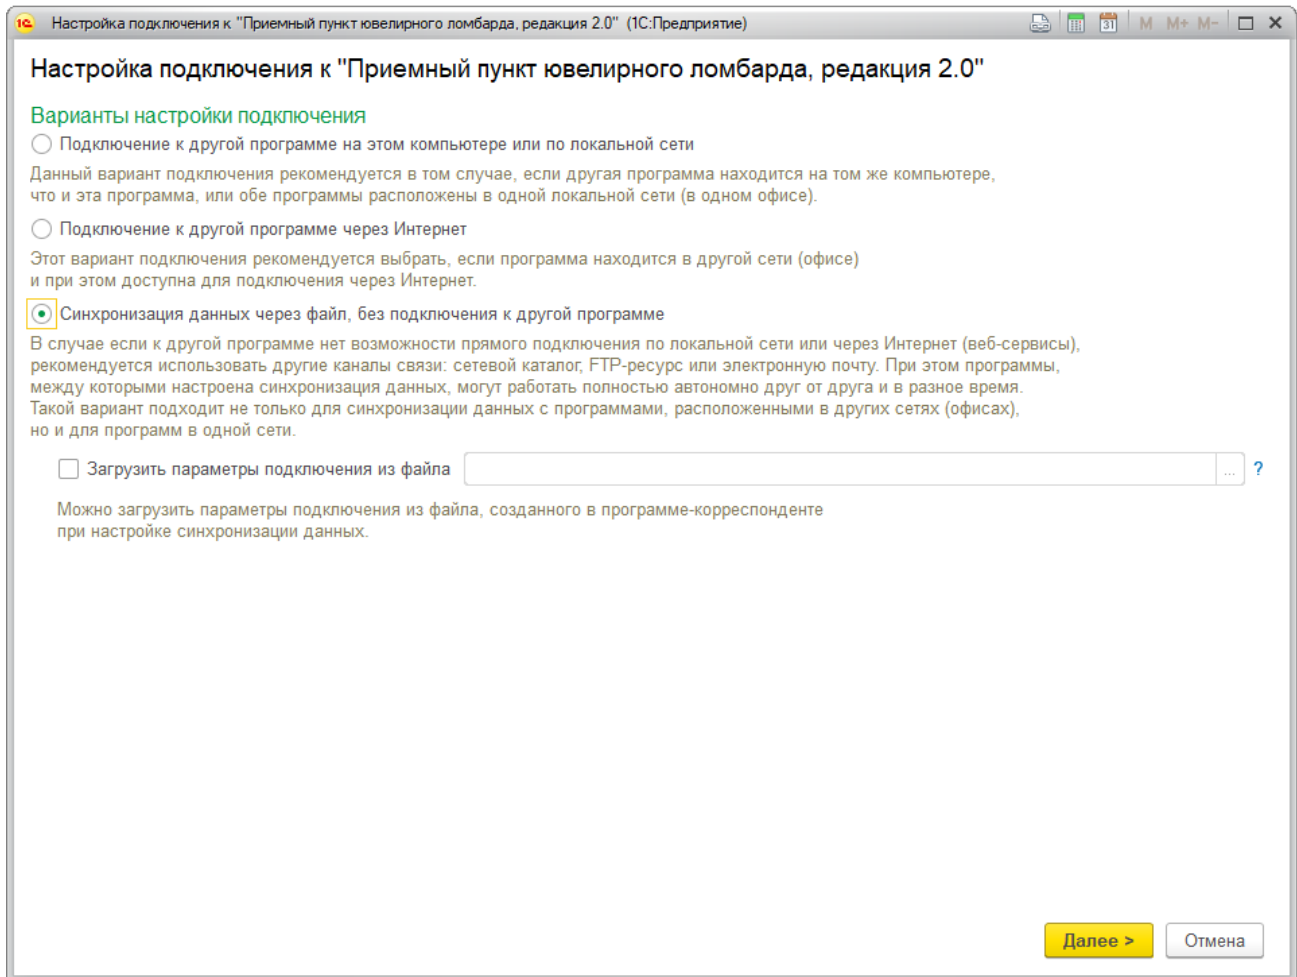 Настройка подключения к "Приемный пункт ювелирного ломбарда, редакция 2.0" (1С:Предприятие)
31 M M+ M-
Настройка подключения к "Приемный пункт ювелирного ломбарда, редакция 2.0"
Варианты настройки подключения
Подключение к другой программе на этом компьютере или по локальной сети
Данный вариант подключения рекомендуется в том случае, если другая программа находится на том же компьютере,
что и эта программа, или обе программы расположены в одной локальной сети (в одном офисе).
Подключение к другой программе через Интернет
Этот вариант подключения рекомендуется выбрать, если программа находится в другой сети (офисе)
и при этом доступна для подключения через Интернет.
Синхронизация данных через файл, без подключения к другой программе
В случае если к другой программе нет возможности прямого подключения по локальной сети или через Интернет (веб-сервисы),
рекомендуется использовать другие каналы связи: сетевой каталог, FTP-ресурс или электронную почту. При этом программы,
между которыми настроена синхронизация данных, могут работать полностью автономно друг от друга и в разное время.
Такой вариант подходит не только для синхронизации данных с программами, расположенными в других сетях (офисах),
но и для программ в одной сети.
Загрузить параметры подключения из файла ... ?
Можно загрузить параметры подключения из файла, созданного в программе-корреспонденте
при настройке синхронизации данных.
Далее > Отмена